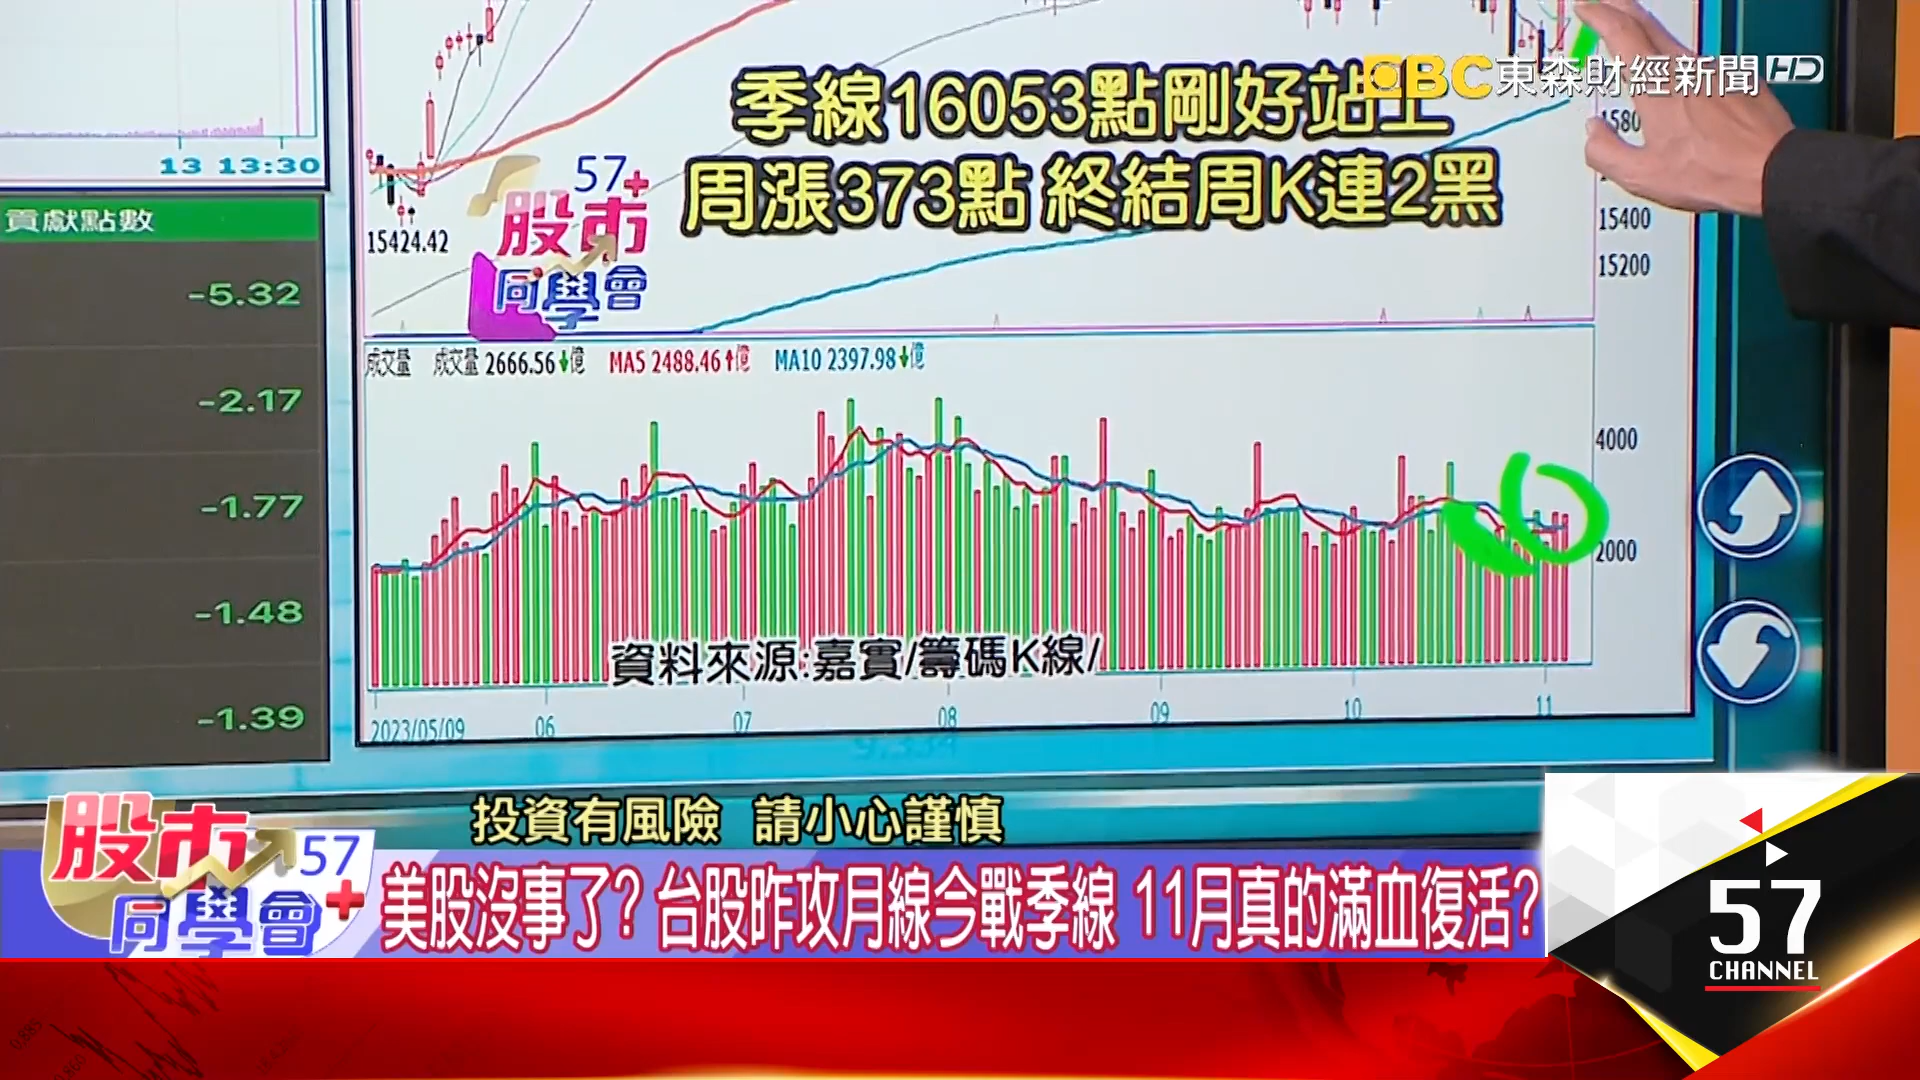 EBC東森財經新聞HD
季線16053點剛好站上
周漲373點 終結周K連2黑
57+
股市
同學會
13 13:30
貢獻點數
-5.32
-2.17
-1.77
-1.48
-1.39
15424.42
1580
15400
15200
成交量 成交量 2666.56↓億 MA5 2488.46↑億 MA10 2397.98↓億
4000
2000
資料來源:嘉實/籌碼K線/
2023/05/09 06 07 08 09 10 11
投資有風險 請小心謹慎
股市57
同學會+
美股沒事了? 台股昨攻月線今戰季線 11月真的滿血復活?
57
CHANNEL